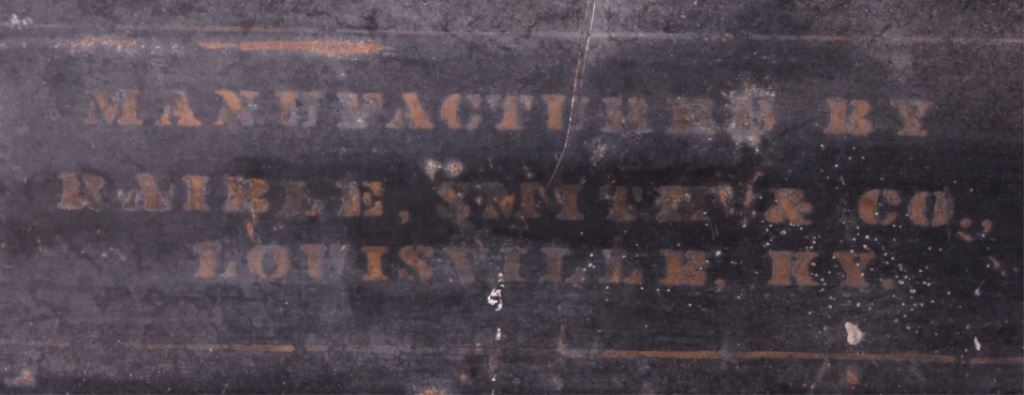 MANUFACTURED BY
RAIBLE, SMITH & CO.,
LOUISVILLE, KY.